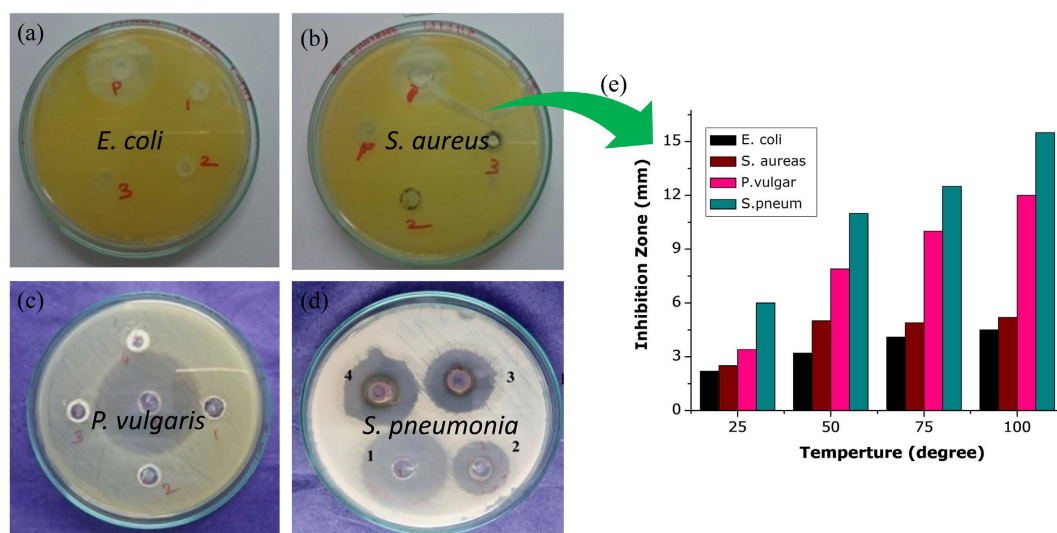 (a)
P
1
E. coli
2
3
(b)
P
S. aureus
P
3
2
(c)
4
P. vulgaris
3
1
2
(d)
4
3
S. pneumonia
1
2
(e)
Inhibition Zone (mm)
15
12
9
6
3
0
E. coli
S. aureas
P.vulgar
S.pneum
25 50 75 100
Temperture (degree)